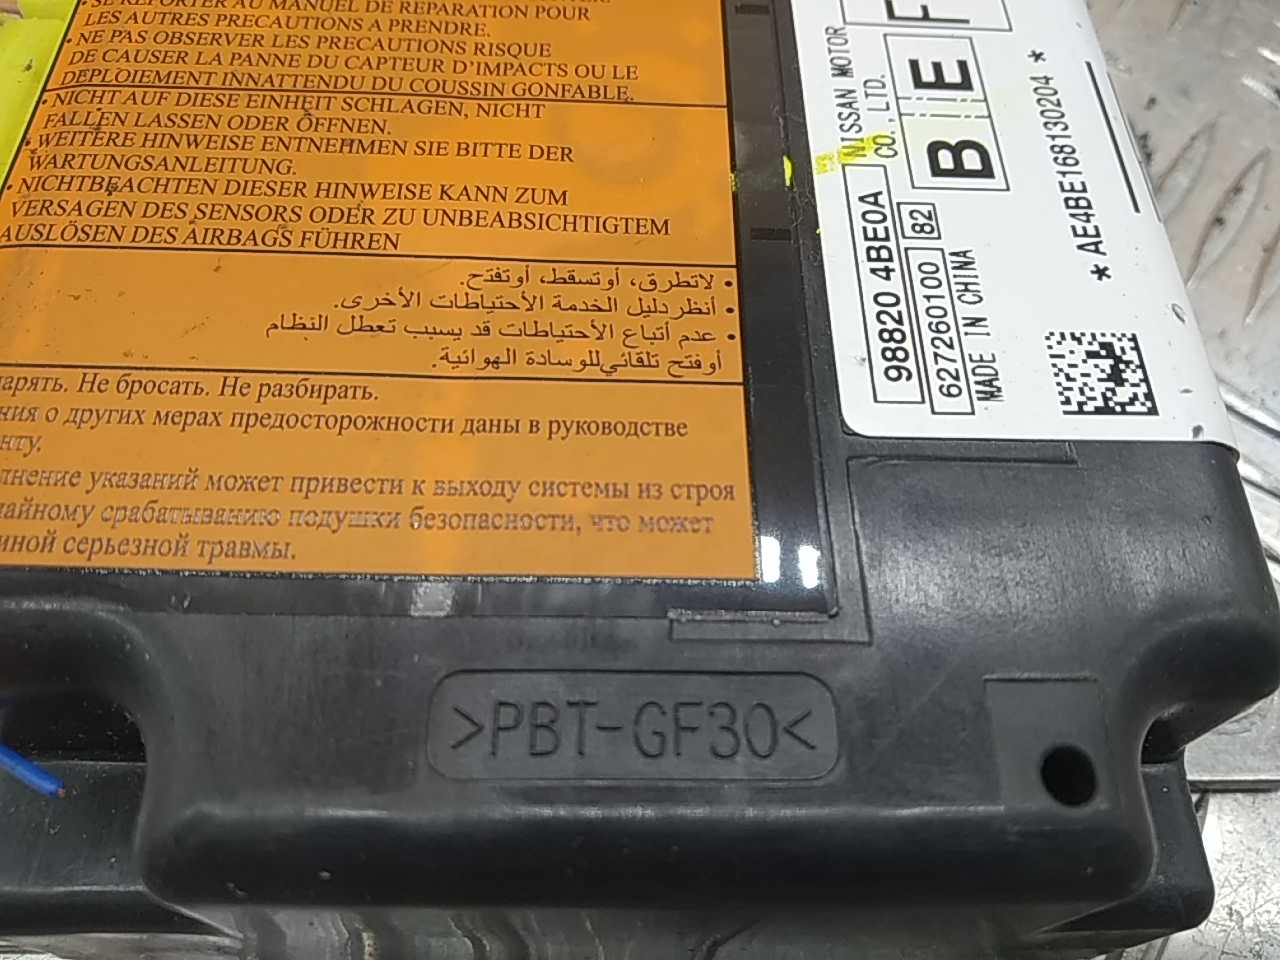 • SE REPORTER AU MANUEL DE REPARATION POUR
LES AUTRES PRECAUTIONS A PRENDRE.
• NE PAS OBSERVER LES PRECAUTIONS RISQUE
DE CAUSER LA PANNE DU CAPTEUR D'IMPACTS OU LE
DEPLOIEMENT INNATTENDU DU COUSSIN GONFABLE.
• NICHT AUF DIESE EINHEIT SCHLAGEN, NICHT
FALLEN LASSEN ODER ÖFFNEN.
• WEITERE HINWEISE ENTNEHMEN SIE BITTE DER
WARTUNGSANLEITUNG.
• NICHTBEACHTEN DIESER HINWEISE KANN ZUM
VERSAGEN DES SENSORS ODER ZU UNBEABSICHTIGTEM
AUSLÖSEN DES AIRBAGS FÜHREN
• لاتطرق، أوتسقط، أوتفتح.
• أنظر دليل الخدمة الأحتياطات الأخرى.
• عدم أتباع الأحتياطات قد يسبب تعطل النظام
أوفتح تلقائي للوسادة الهوائية.
Не бросать. Не разбирать.
о других мерах предосторожности даны в руководстве
указаний может привести к выходу системы из строя
срабатыванию подушки безопасности, что может
серьезной травмы.
NISSAN MOTOR
CO.,LTD.
B E F
98820 4BE0A
627260100 82
MADE IN CHINA
*AE4BE168130204*
>PBT-GF30<